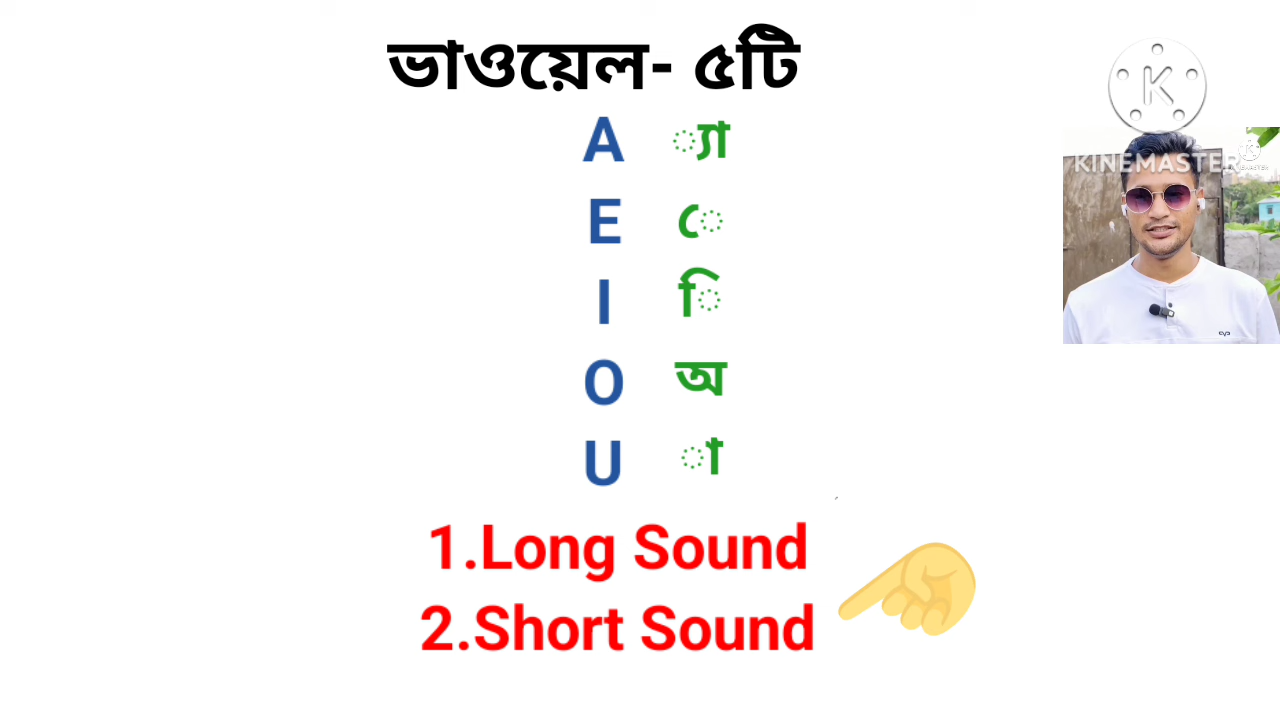 ভাওয়েল- ৫টি
A ্যা
E ে
I ি
O অ
U া
1.Long Sound
2.Short Sound
K
KINEMASTER